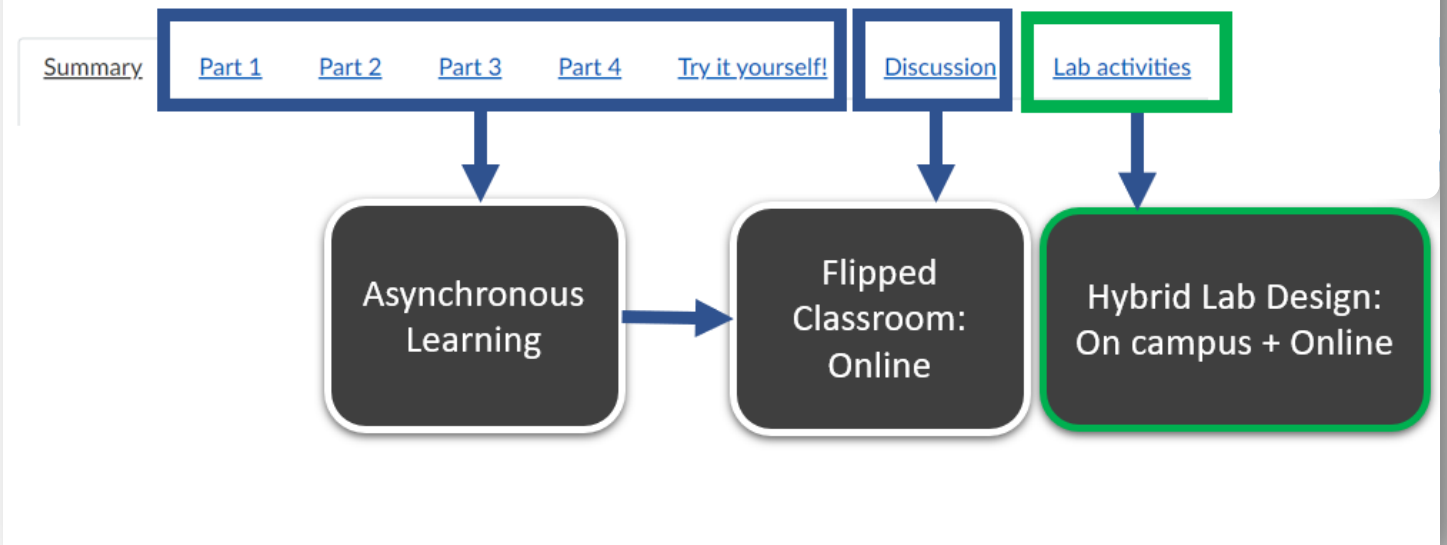 Summary Part 1 Part 2 Part 3 Part 4 Try it yourself! Discussion Lab activities
Asynchronous
Learning
Flipped
Classroom:
Online
Hybrid Lab Design:
On campus + Online